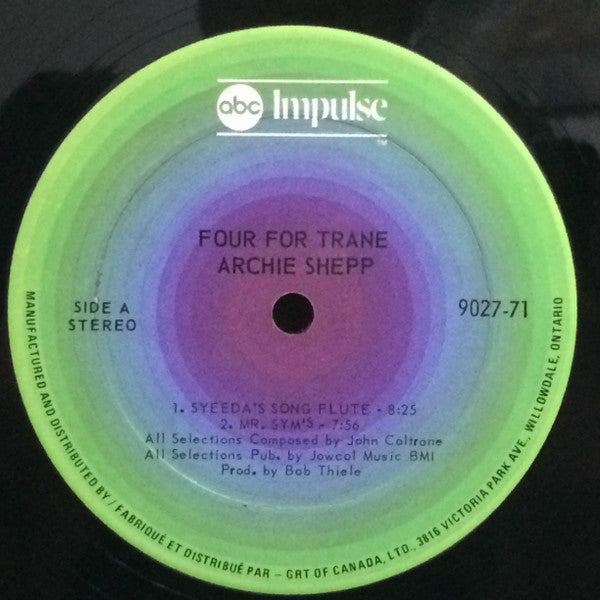 abc Impulse
TM
FOUR FOR TRANE
ARCHIE SHEPP
SIDE A
STEREO
9027-71
1. SYEEDA'S SONG FLUTE - 8:25
2. MR. SYM'S - 7:56
All Selections Composed by John Coltrone
All Selections Pub. by Jowcol Music BMI
Prod. by Bob Thiele
MANUFACTURED AND DISTRIBUTED BY / FABRIQUÉ ET DISTRIBUÉ PAR - GRT OF CANADA, LTD., 3816 VICTORIA PARK AVE., WILLOWDALE, ONTARIO